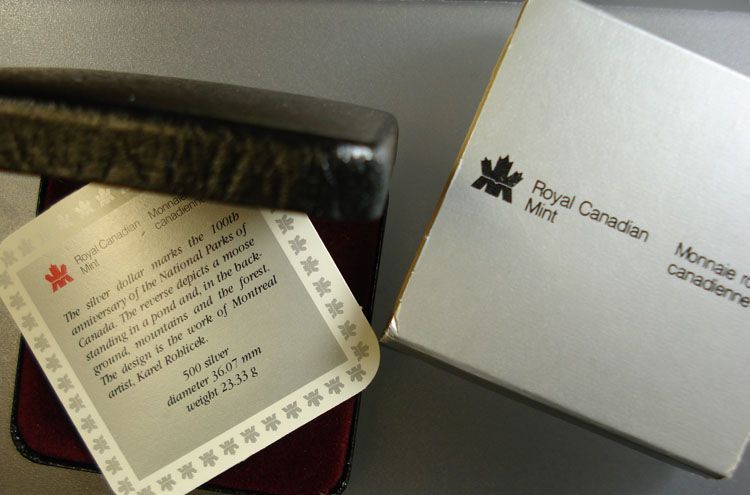 Royal Canadian
Mint
Monnaie
canadienne
The silver dollar marks the 100th
anniversary of the National Parks of
Canada. The reverse depicts a moose
standing in a pond and, in the back-
ground, mountains and the forest.
The design is the work of Montreal
artist, Karel Rohlicek.
500 silver
diameter 36.07 mm
weight 23.33 g
Royal Canadian
Mint
Monnaie
canadienne